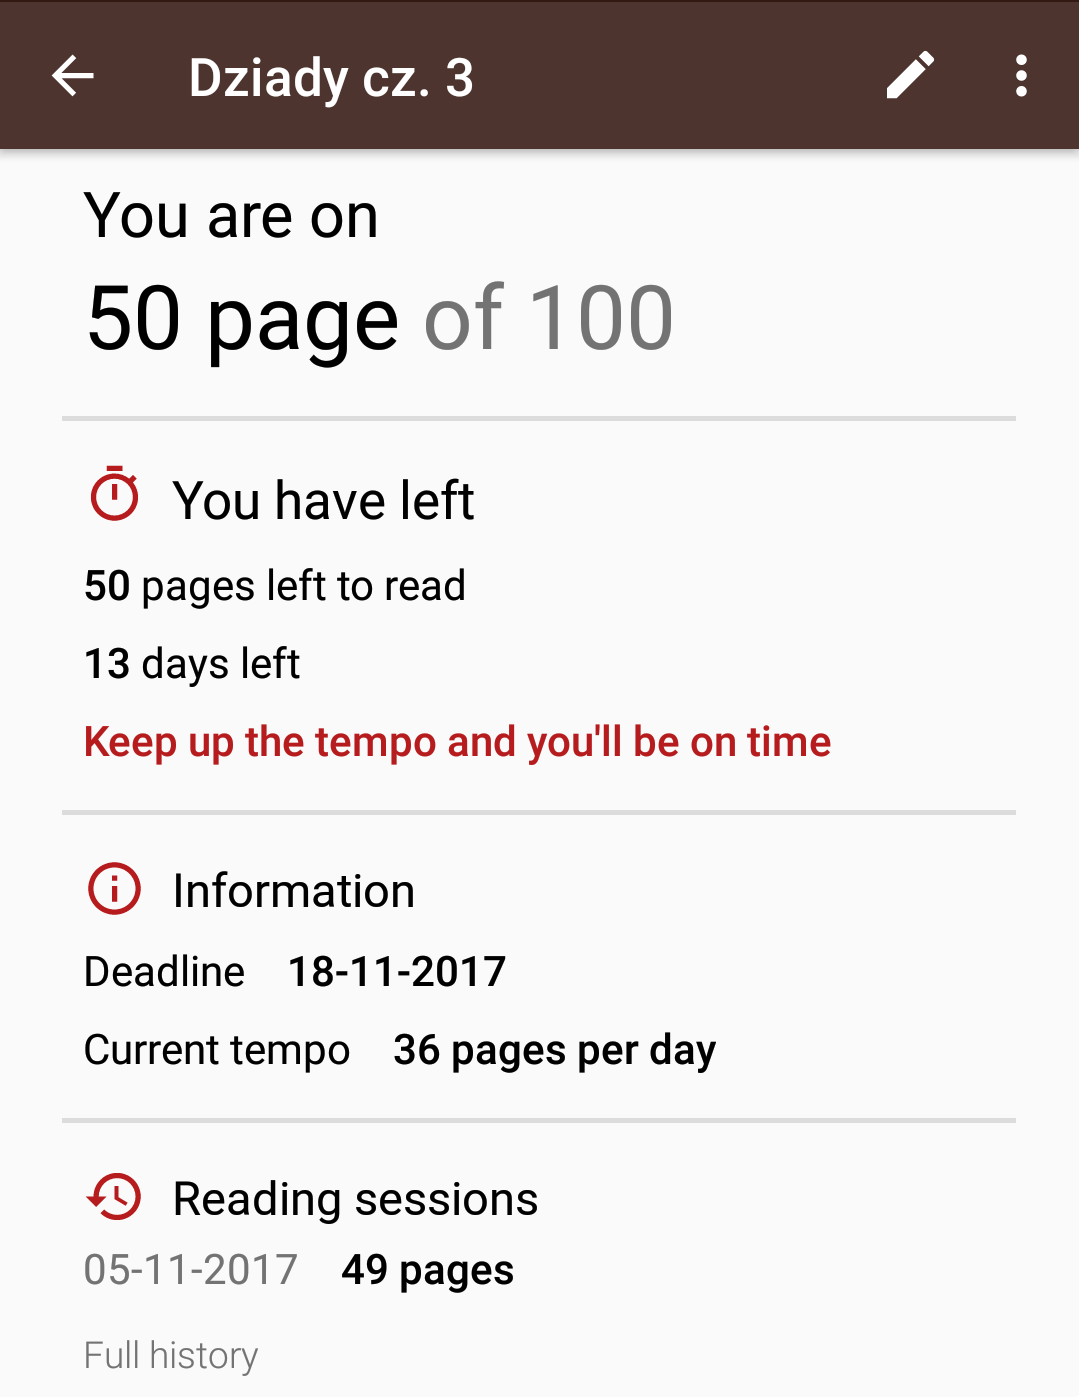 Dziady cz. 3
You are on
50 page of 100
You have left
50 pages left to read
13 days left
Keep up the tempo and you'll be on time
Information
Deadline 18-11-2017
Current tempo 36 pages per day
Reading sessions
05-11-2017 49 pages
Full history